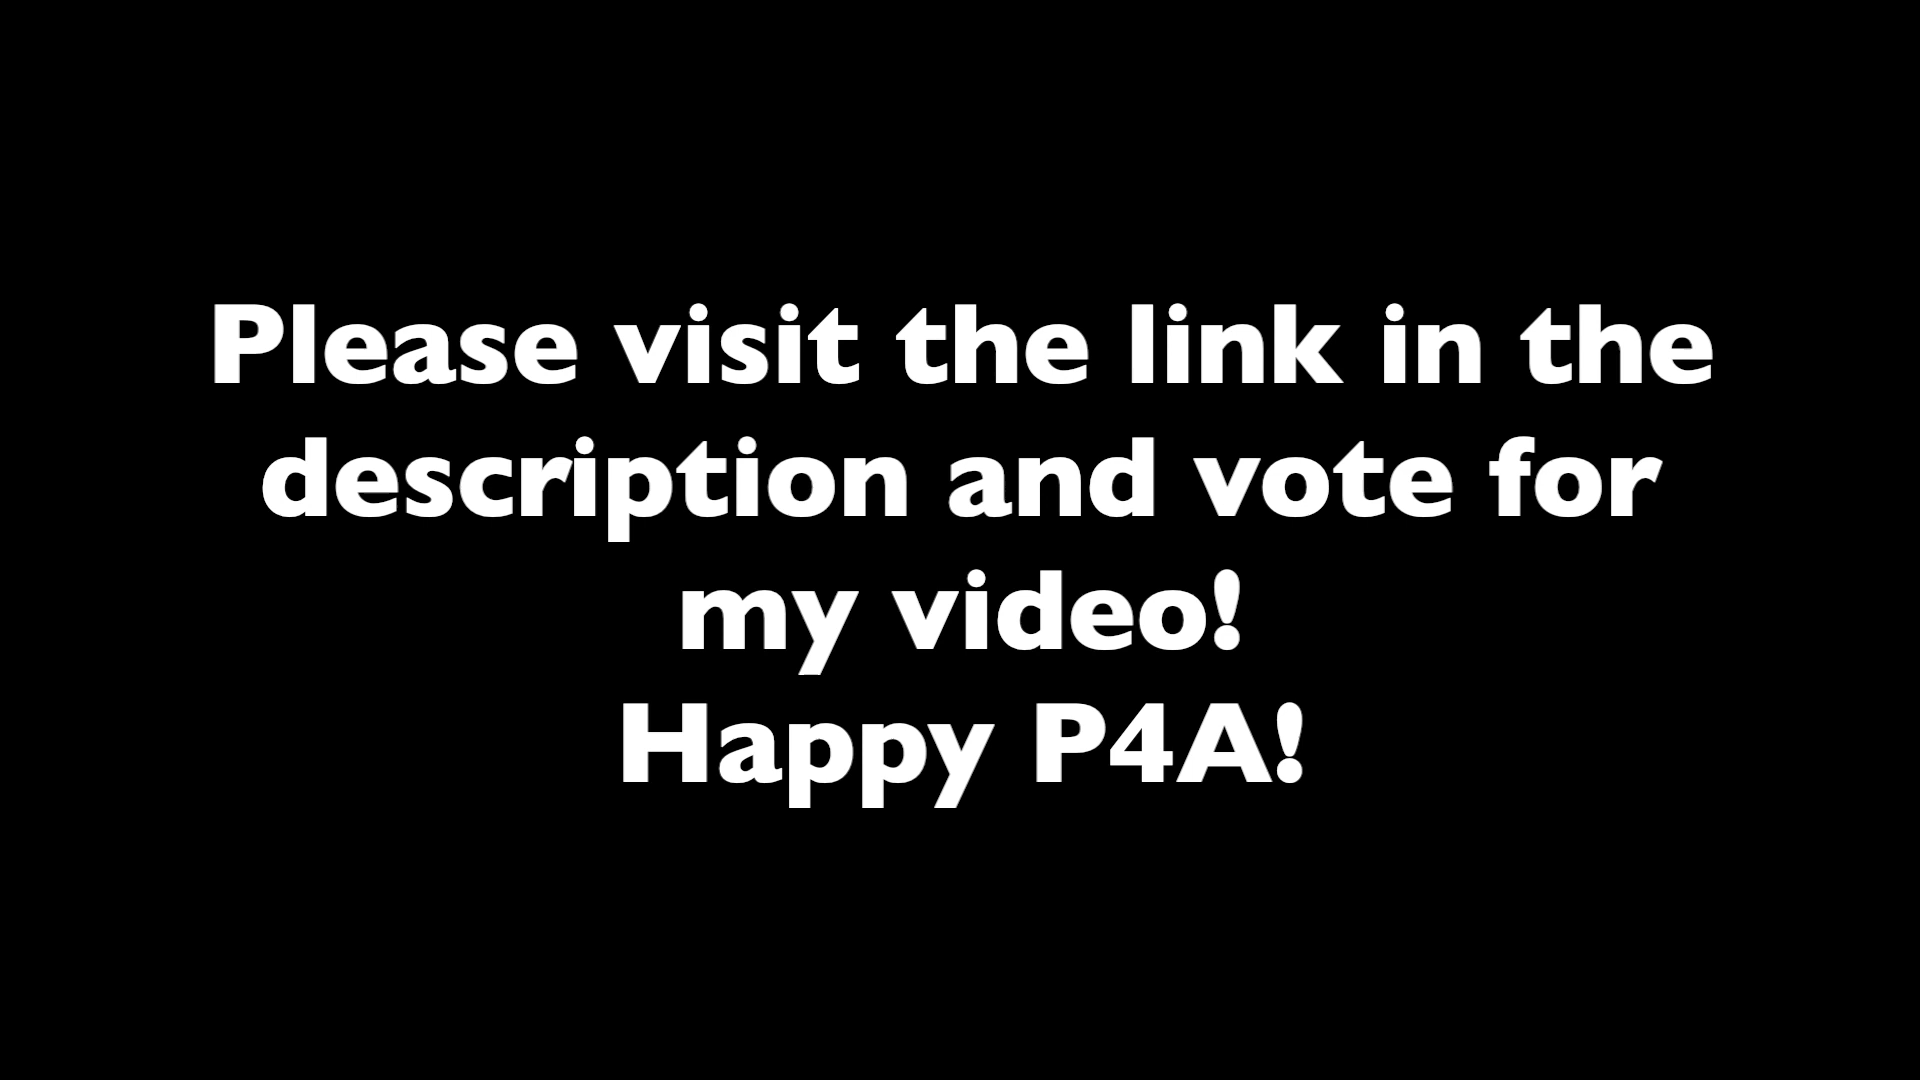 Please visit the link in the
description and vote for
my video!
Happy P4A!